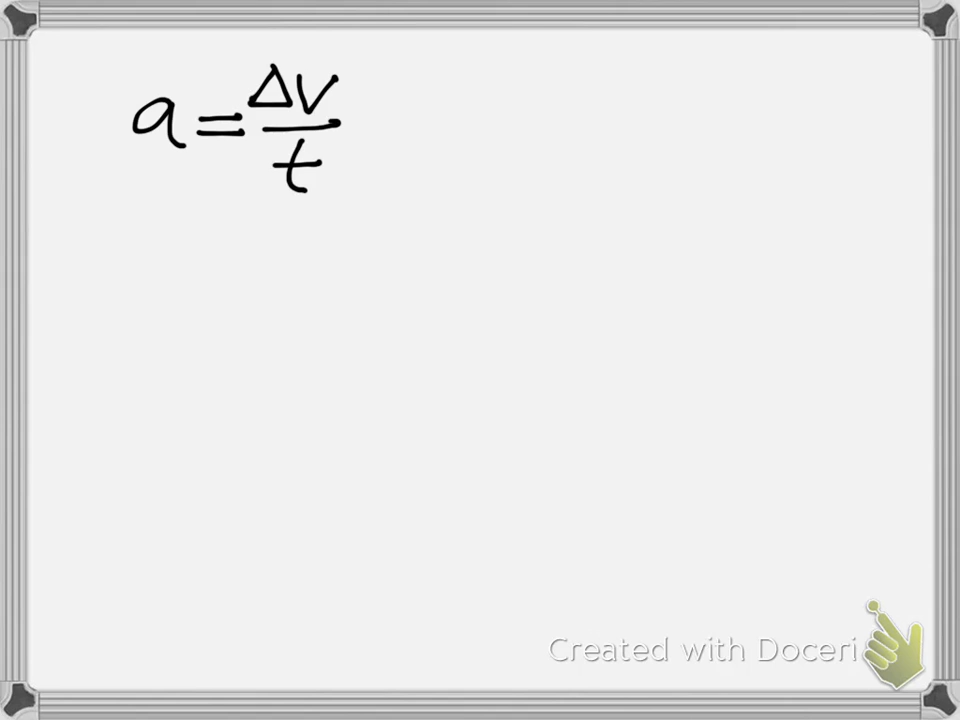 a = Δv/t
Created with Doceri